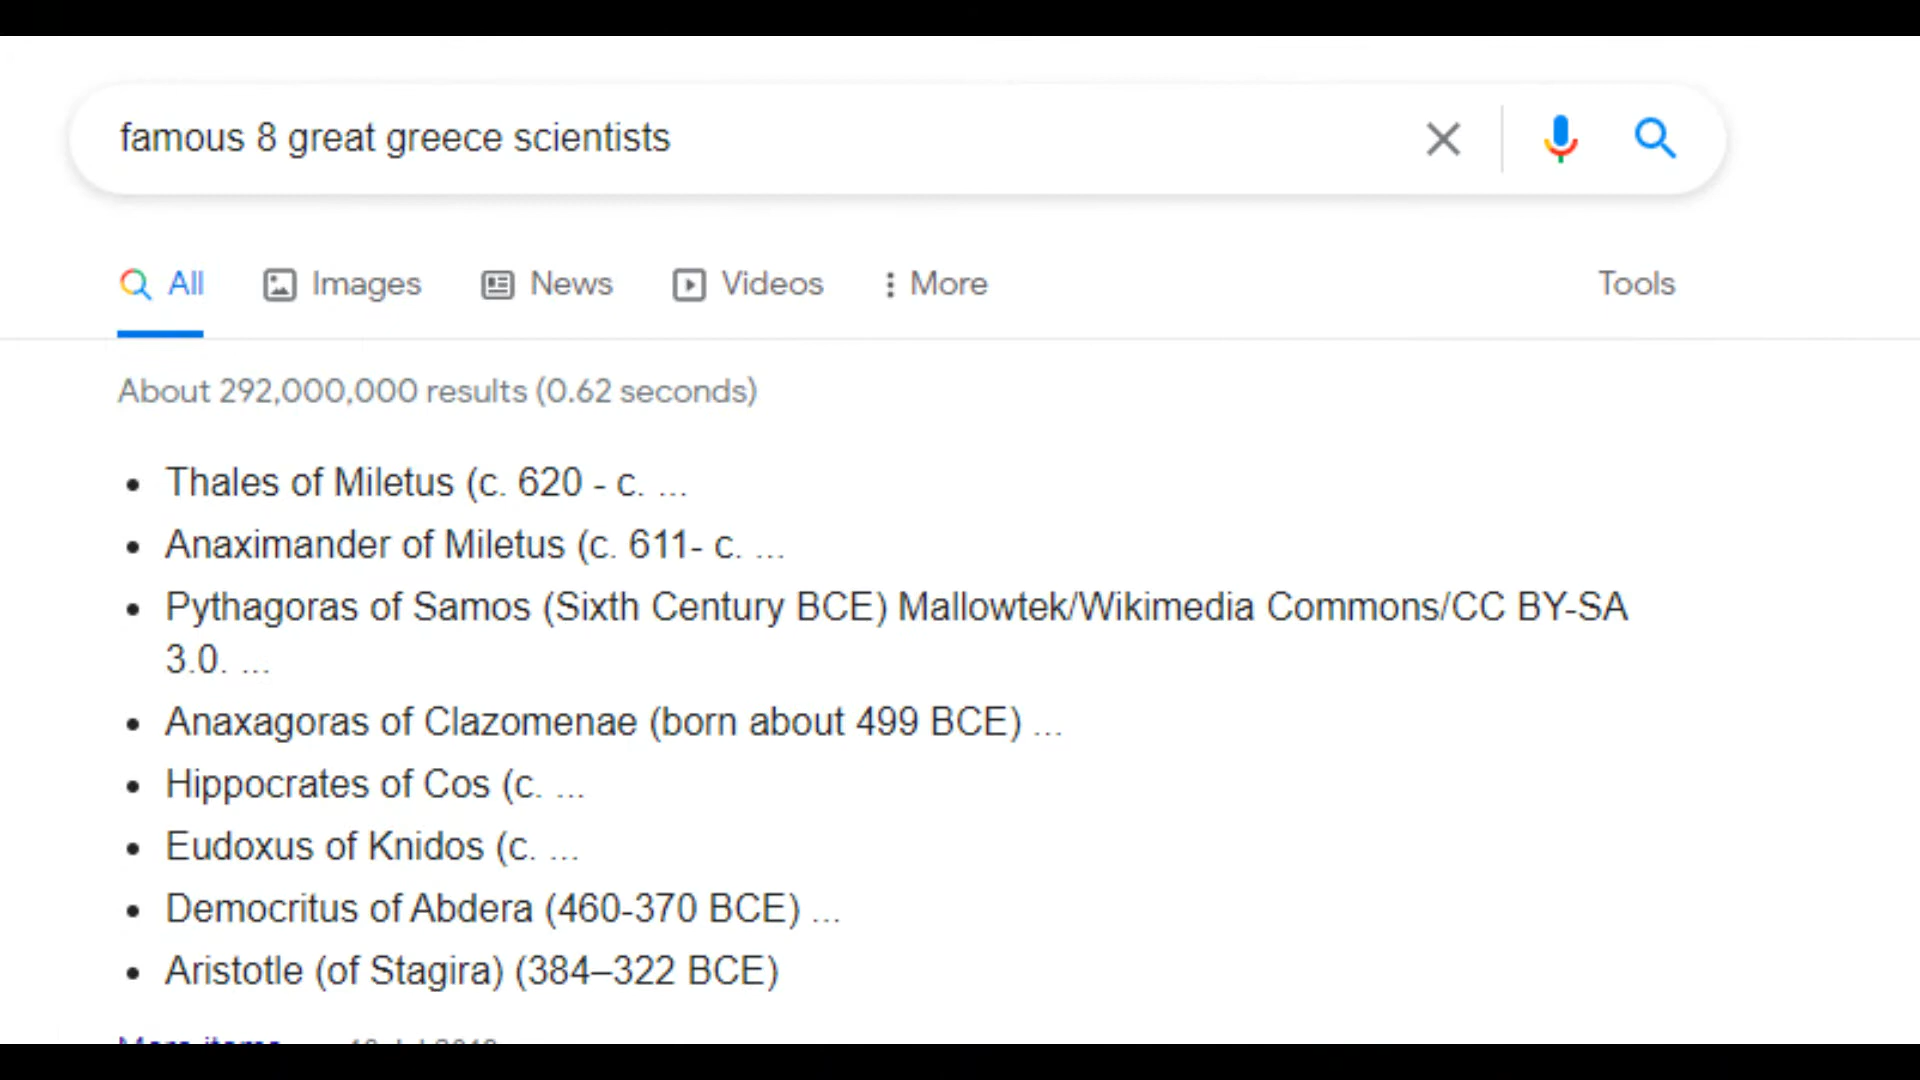 famous 8 great greece scientists
All Images News Videos More Tools
About 292,000,000 results (0.62 seconds)
• Thales of Miletus (c. 620 - c. ...
• Anaximander of Miletus (c. 611- c. ...
• Pythagoras of Samos (Sixth Century BCE) Mallowtek/Wikimedia Commons/CC BY-SA
3.0. ...
• Anaxagoras of Clazomenae (born about 499 BCE) ...
• Hippocrates of Cos (c. ...
• Eudoxus of Knidos (c. ...
• Democritus of Abdera (460-370 BCE) ...
• Aristotle (of Stagira) (384–322 BCE)
More items